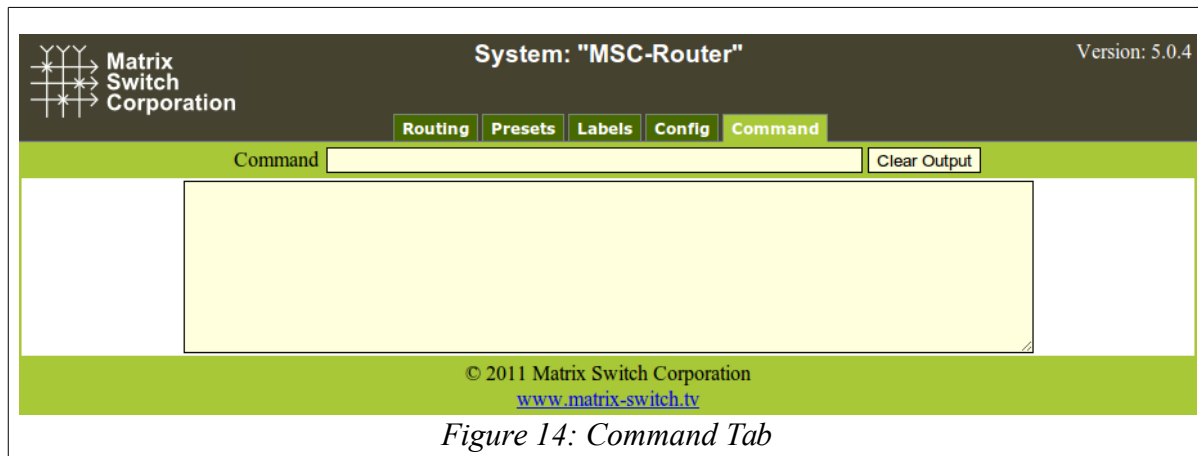 Matrix
Switch
Corporation
System: "MSC-Router"
Version: 5.0.4
Routing Presets Labels Config Command
Command Clear Output
© 2011 Matrix Switch Corporation
www.matrix-switch.tv
Figure 14: Command Tab